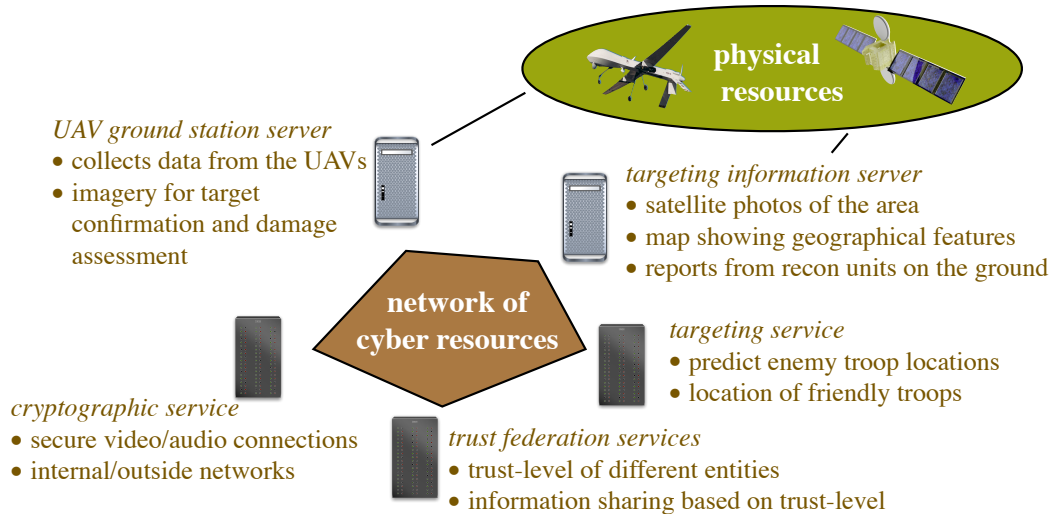 physical
resources
UAV ground station server
• collects data from the UAVs
• imagery for target
confirmation and damage
assessment
targeting information server
• satellite photos of the area
• map showing geographical features
• reports from recon units on the ground
network of
cyber resources
targeting service
• predict enemy troop locations
• location of friendly troops
cryptographic service
• secure video/audio connections
• internal/outside networks
trust federation services
• trust-level of different entities
• information sharing based on trust-level